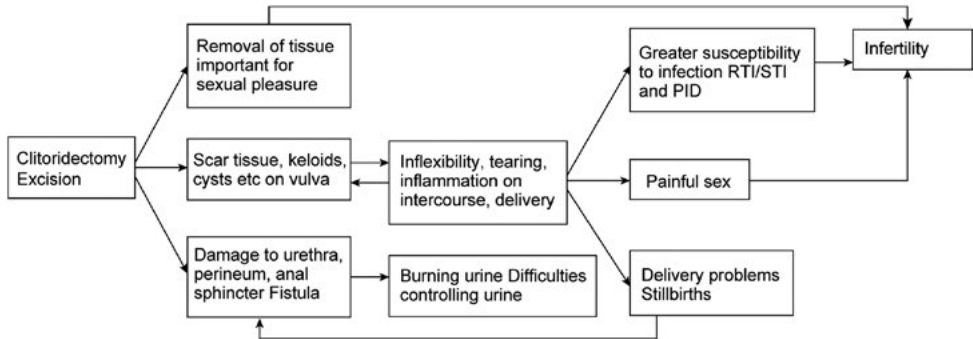 Removal of tissue
important for
sexual pleasure
Greater susceptibility
to infection RTI/STI
and PID
Infertility
Clitoridectomy
Excision
Scar tissue, keloids,
cysts etc on vulva
Inflexibility, tearing,
inflammation on
intercourse, delivery
Painful sex
Damage to urethra,
perineum, anal
sphincter Fistula
Burning urine Difficulties
controlling urine
Delivery problems
Stillbirths